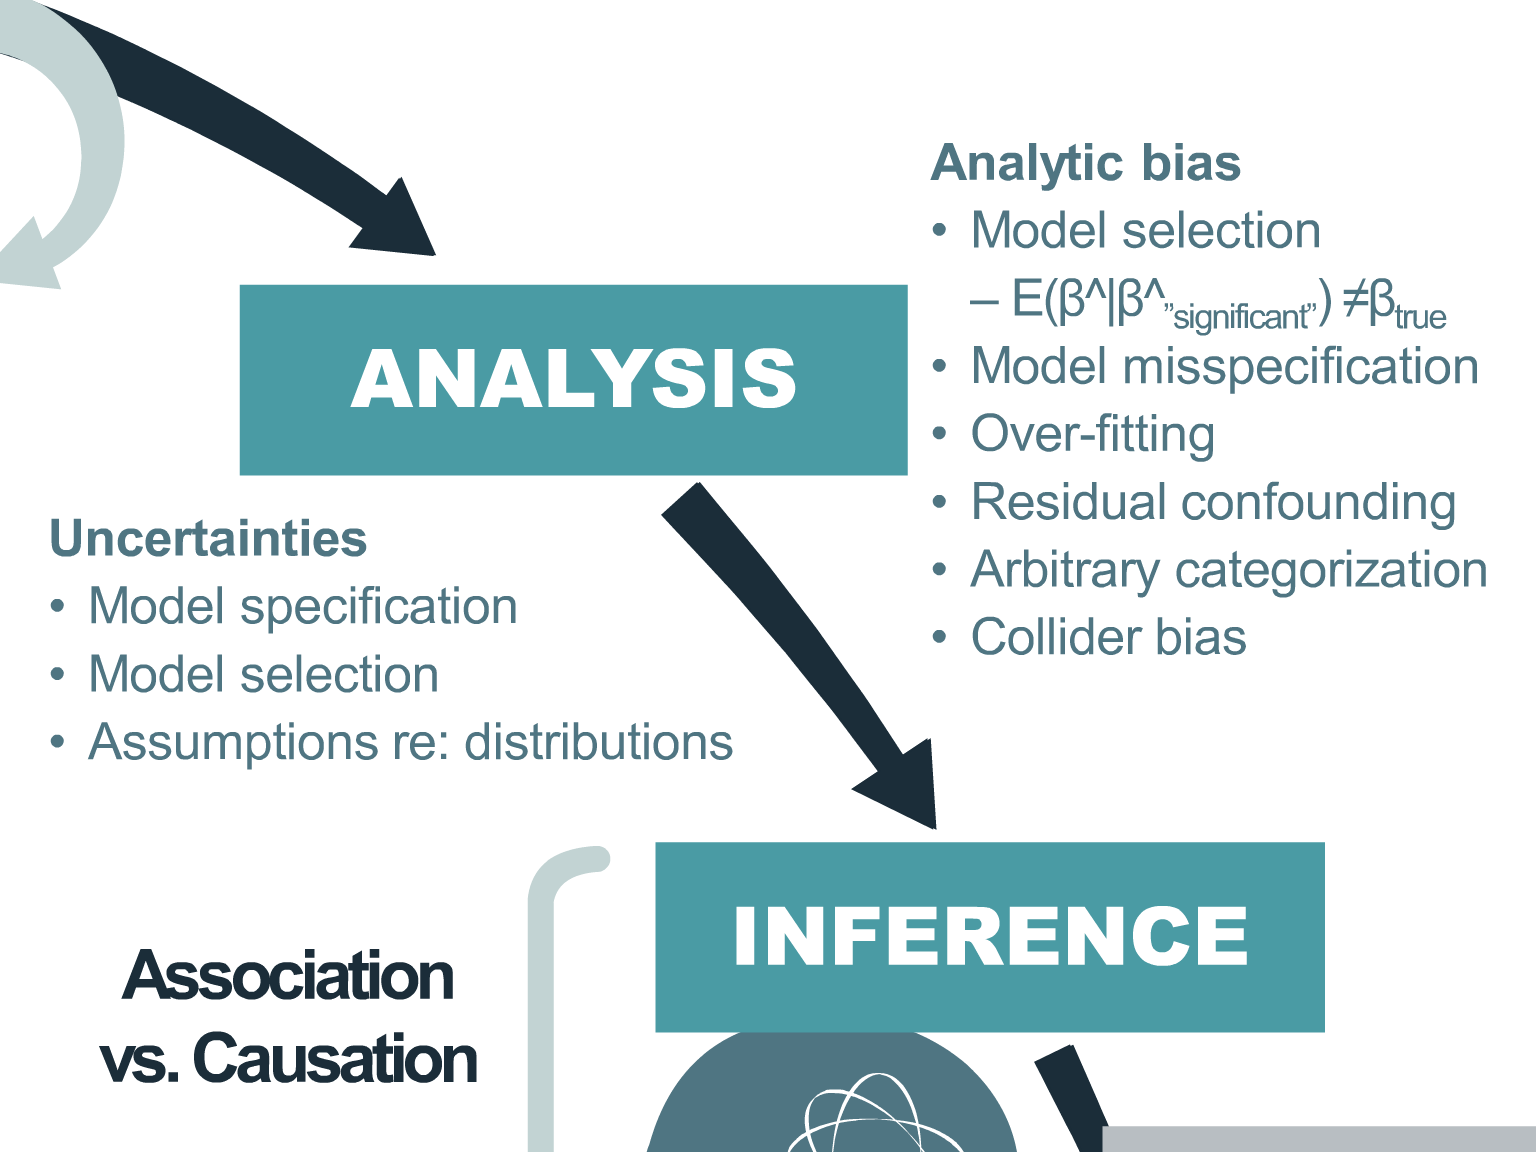 Analytic bias
• Model selection
– E(β^|β^”significant”) ≠βtrue
• Model misspecification
• Over-fitting
• Residual confounding
• Arbitrary categorization
• Collider bias
ANALYSIS
Uncertainties
• Model specification
• Model selection
• Assumptions re: distributions
INFERENCE
Association
vs. Causation